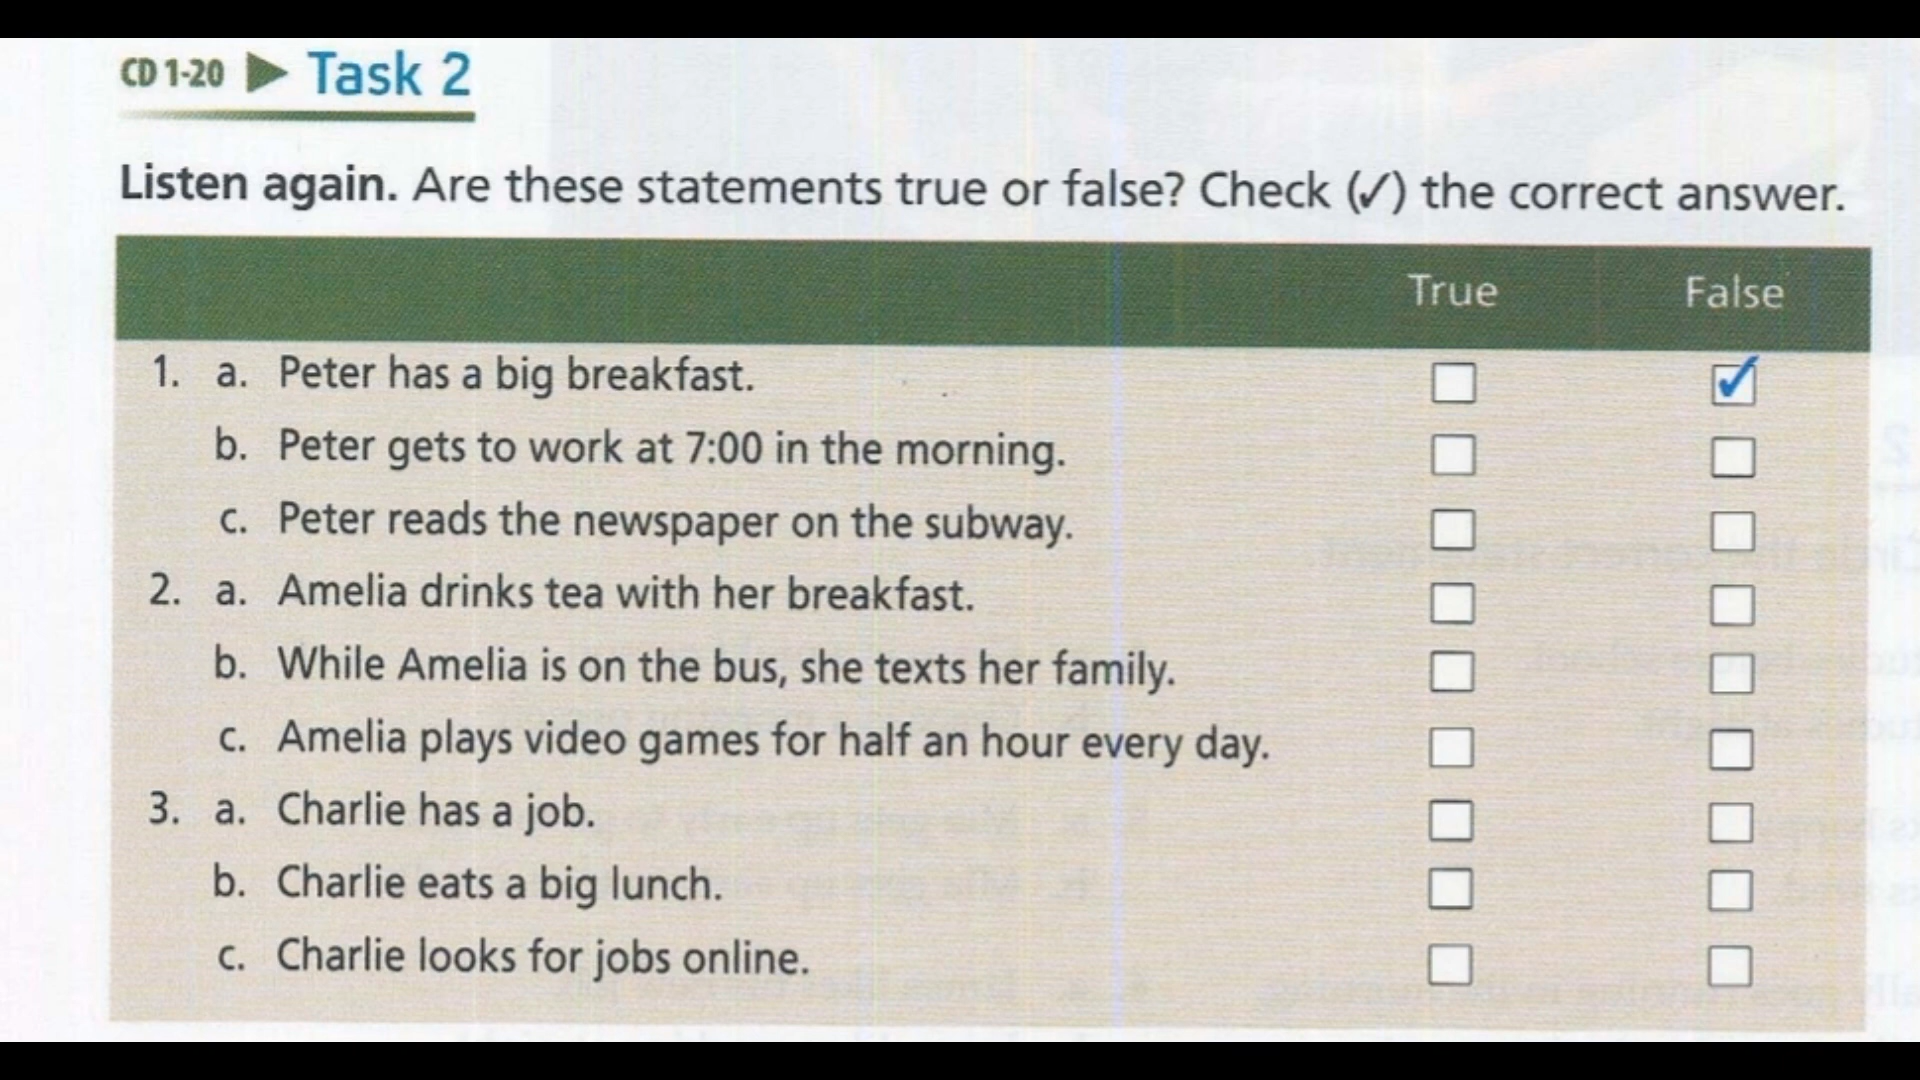 CD 1-20 ▶ Task 2
Listen again. Are these statements true or false? Check (✓) the correct answer.
True False
1. a. Peter has a big breakfast.
b. Peter gets to work at 7:00 in the morning.
c. Peter reads the newspaper on the subway.
2. a. Amelia drinks tea with her breakfast.
b. While Amelia is on the bus, she texts her family.
c. Amelia plays video games for half an hour every day.
3. a. Charlie has a job.
b. Charlie eats a big lunch.
c. Charlie looks for jobs online.